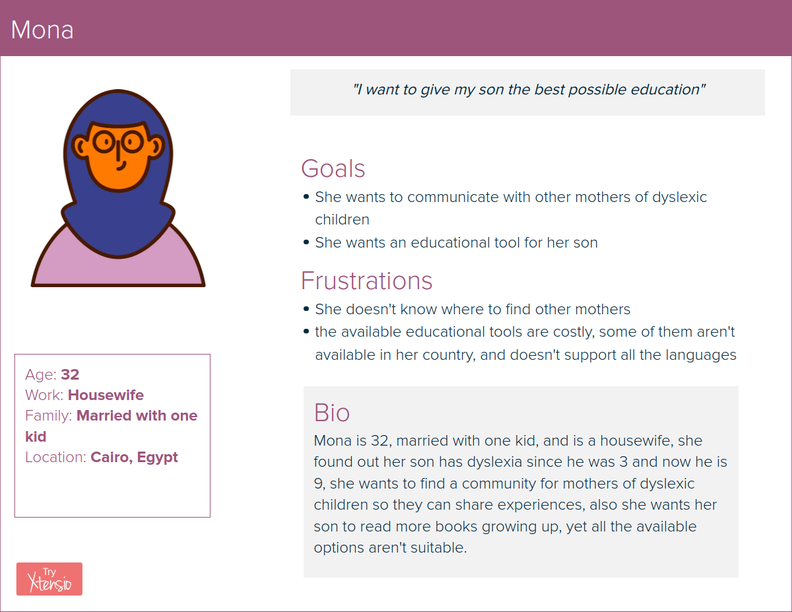 Mona
"I want to give my son the best possible education"
Goals
• She wants to communicate with other mothers of dyslexic
children
• She wants an educational tool for her son
Frustrations
• She doesn't know where to find other mothers
• the available educational tools are costly, some of them aren't
available in her country, and doesn't support all the languages
Age: 32
Work: Housewife
Family: Married with one
kid
Location: Cairo, Egypt
Bio
Mona is 32, married with one kid, and is a housewife, she
found out her son has dyslexia since he was 3 and now he is
9, she wants to find a community for mothers of dyslexic
children so they can share experiences, also she wants her
son to read more books growing up, yet all the available
options aren't suitable.
Try
Xtensio